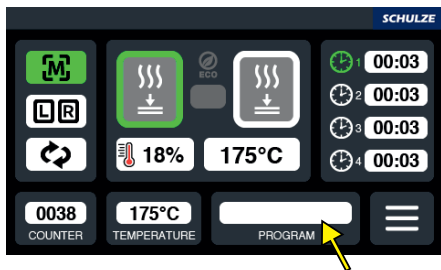 SCHULZE
M
ECO
1 00:03
L R
2 00:03
3 00:03
18% 175°C
4 00:03
0038
COUNTER
175°C
TEMPERATURE
PROGRAM